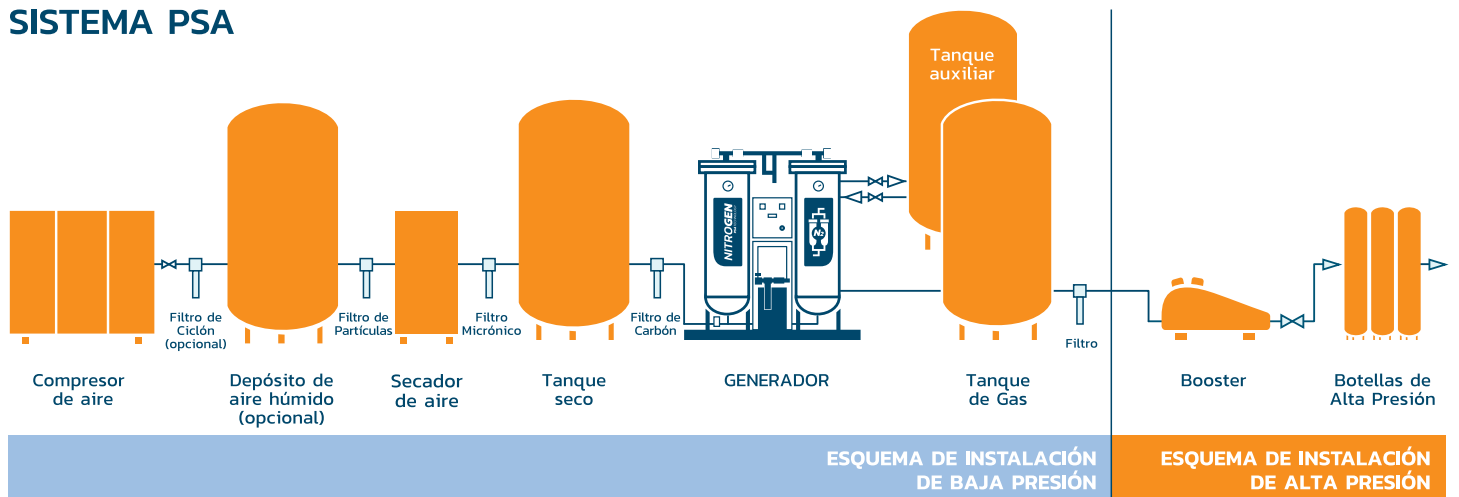 SISTEMA PSA
Tanque
auxiliar
NITROGEN
N₂
Filtro de
Ciclón
(opcional)
Filtro de
Partículas
Filtro
Micrónico
Filtro de
Carbón
Filtro
Compresor
de aire
Depósito de
aire húmido
(opcional)
Secador
de aire
Tanque
seco
GENERADOR
Tanque
de Gas
Booster
Botellas de
Alta Presión
ESQUEMA DE INSTALACIÓN
DE BAJA PRESIÓN
ESQUEMA DE INSTALACIÓN
DE ALTA PRESIÓN